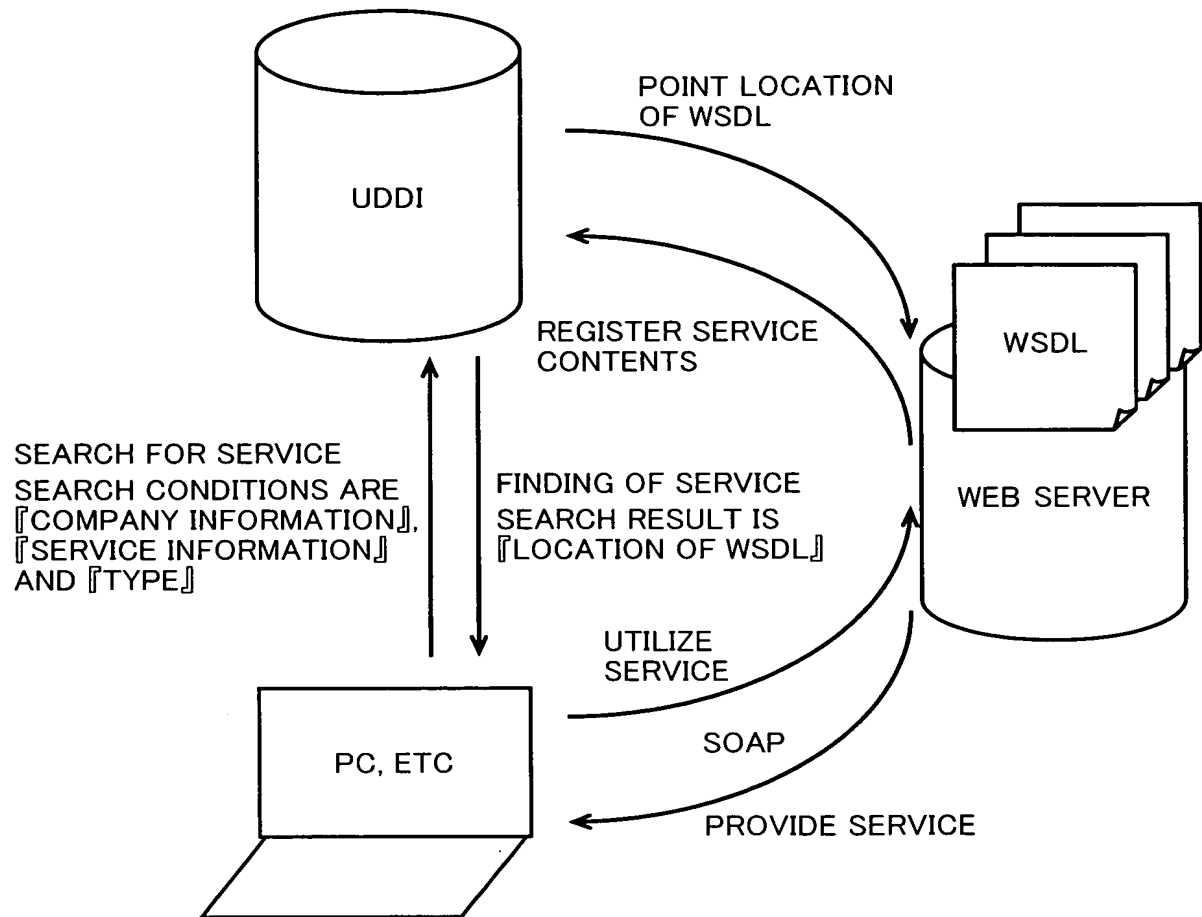 POINT LOCATION
OF WSDL
UDDI
REGISTER SERVICE
CONTENTS
WSDL
WEB SERVER
SEARCH FOR SERVICE
SEARCH CONDITIONS ARE
『COMPANY INFORMATION』,
『SERVICE INFORMATION』
AND 『TYPE』
FINDING OF SERVICE
SEARCH RESULT IS
『LOCATION OF WSDL』
UTILIZE
SERVICE
SOAP
PC, ETC
PROVIDE SERVICE